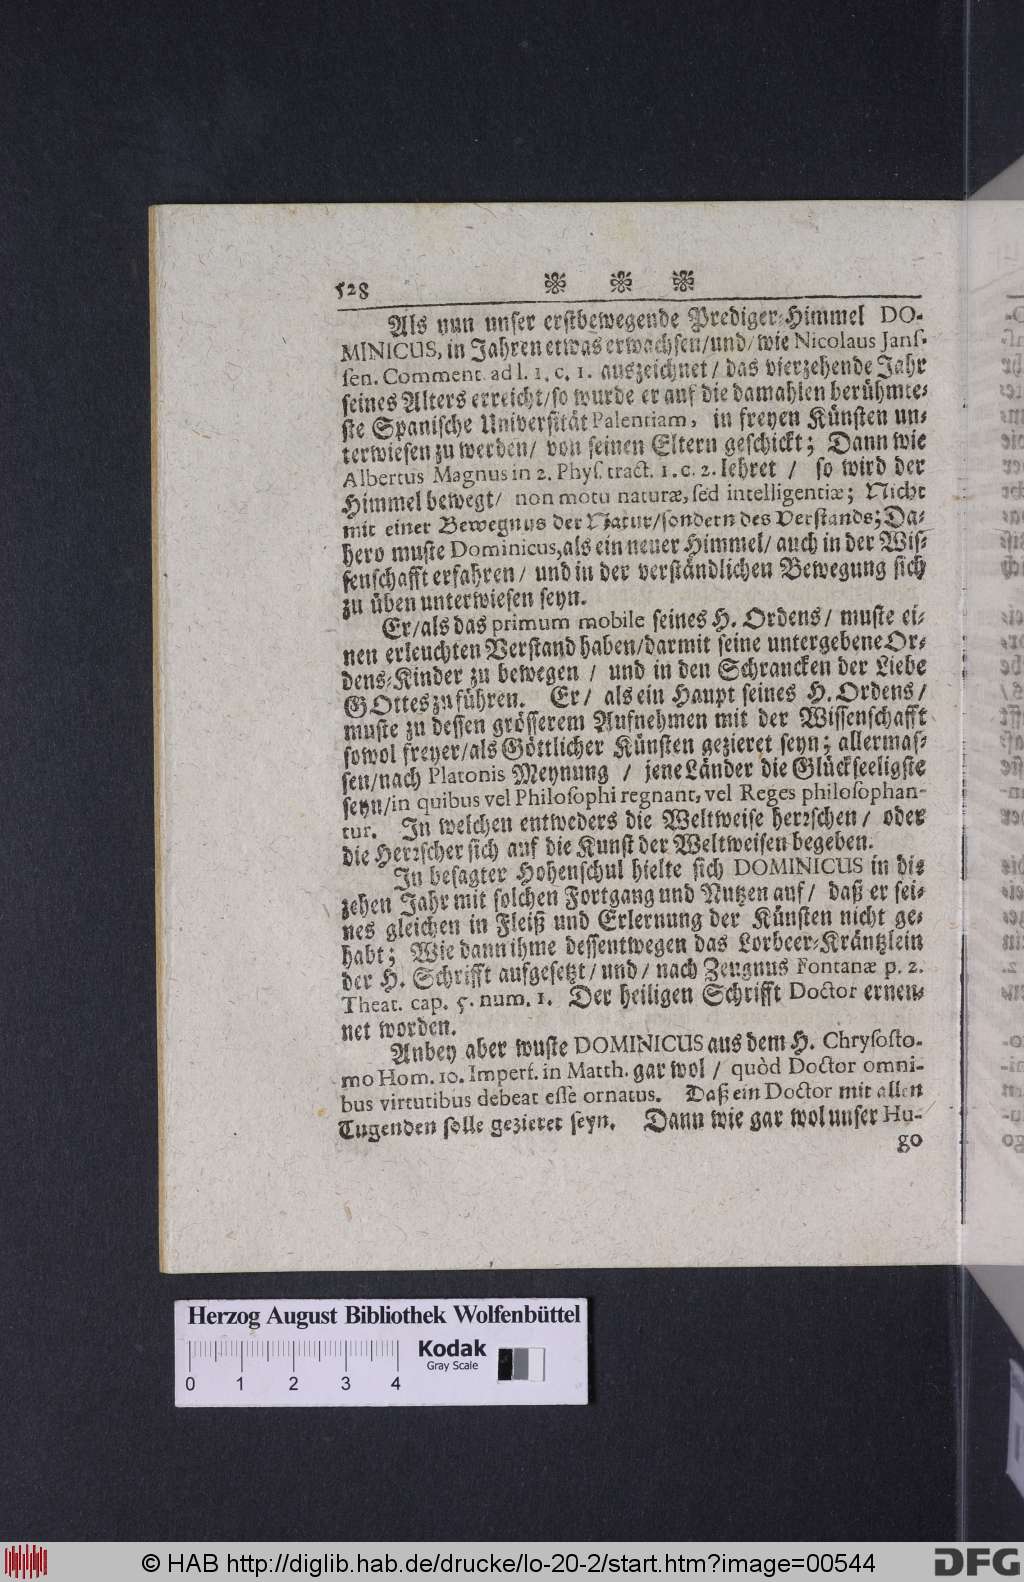 528
Als nun unser erstbewegende Prediger-Himmel DO-
MINICUS, in Jahren etwas erwachsen/und/wie Nicolaus Jans-
sen. Comment. ad l. 1. c. 1. auszeichnet/ das vierzehende Jahr
seines Alters erreicht/so wurde er auf die damahlen berühmte-
ste Spanische Universität Palentiam, in freyen Künsten un-
terwiesen zu werden/ von seinen Eltern geschickt; Dann wie
Albertus Magnus in 2. Phys. tract. 1. c. 2. lehret / so wird der
Himmel bewegt/ non motu naturæ, sed intelligentiæ; Nicht
mit einer Bewegnus der Natur/sondern des Verstands; Da-
hero muste Dominicus, als ein neuer Himmel/ auch in der Wis-
senschafft erfahren/ und in der verständlichen Bewegung sich
zu üben unterwiesen seyn.
Er/als das primum mobile seines H. Ordens/ muste ei-
nen erleuchten Verstand haben/darmit seine untergebene Or-
dens-Kinder zu bewegen / und in den Schrancken der Liebe
GOttes zu führen. Er/ als ein Haupt seines H. Ordens/
muste zu dessen grösserem Aufnehmen mit der Wissenschafft
sowol freyer/als Göttlicher Künsten gezieret seyn; allermas-
sen/nach Platonis Meynung / jene Länder die Glückseeligste
seyn/in quibus vel Philosophi regnant, vel Reges philosophan-
tur. In welchen entweders die Weltweise herrschen/ oder
die Herrscher sich auf die Kunst der Weltweisen begeben.
In besagter Hohenschul hielte sich DOMINICUS in die
zehen Jahr mit solchen Fortgang und Nutzen auf/ daß er sei-
nes gleichen in Fleiß und Erlernung der Künsten nicht ge-
habt; Wie dann ihme dessentwegen das Lorbeer-Kräntzlein
der H. Schrifft aufgesetzt/und/ nach Zeugnus Fontanæ p. 2.
Theat. cap. 5. num. 1. Der heiligen Schrifft Doctor ernen-
net worden.
Anbey aber wuste DOMINICUS aus dem H. Chrysosto-
mo Hom. 10. Imperf. in Matth. gar wol / quòd Doctor omni-
bus virtutibus debeat esse ornatus. Daß ein Doctor mit allen
Tugenden solle gezieret seyn. Dann wie gar wol unser Hu-
go
Herzog August Bibliothek Wolfenbüttel
Kodak
Gray Scale
0 1 2 3 4
© HAB http://diglib.hab.de/drucke/lo-20-2/start.htm?image=00544
DFG